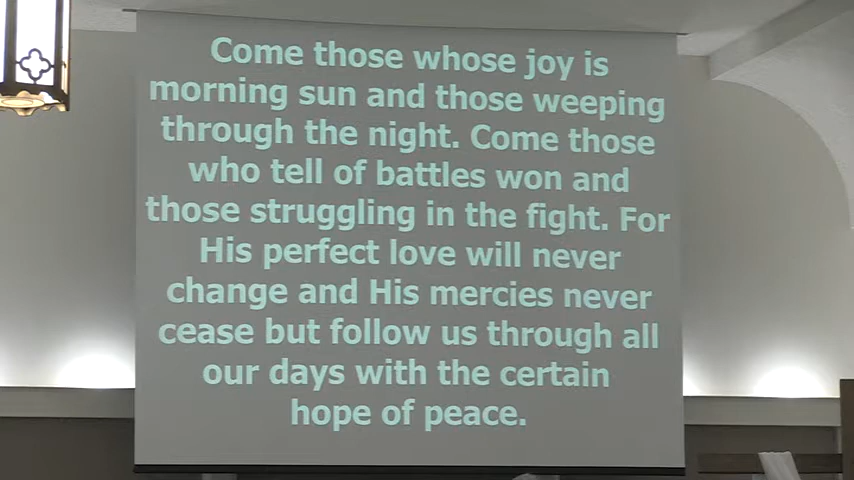 Come those whose joy is
morning sun and those weeping
through the night. Come those
who tell of battles won and
those struggling in the fight. For
His perfect love will never
change and His mercies never
cease but follow us through all
our days with the certain
hope of peace.